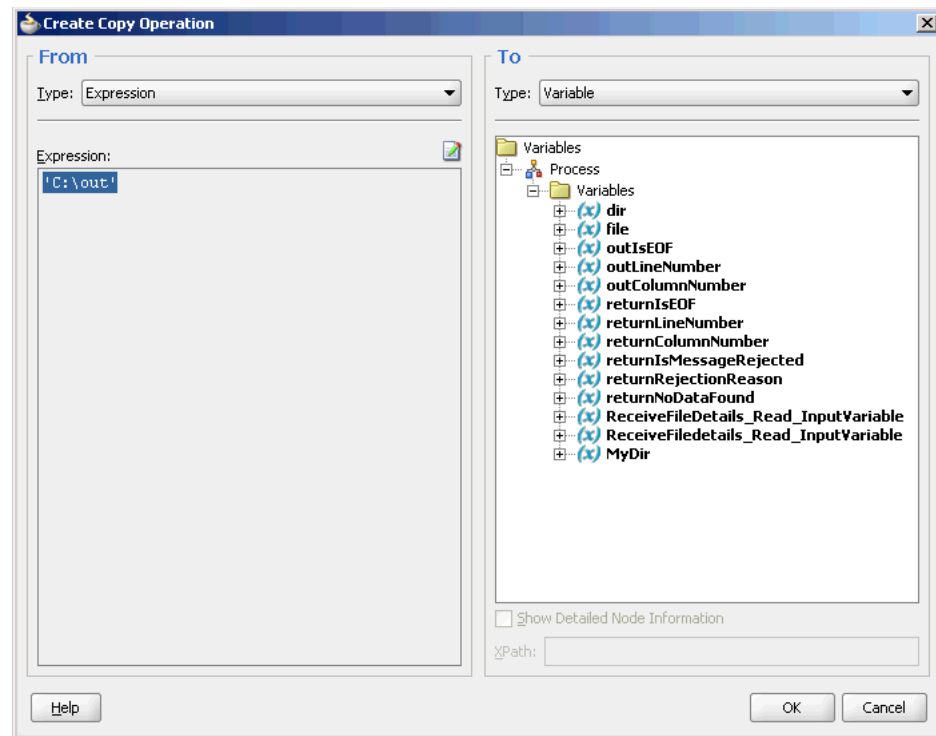 Create Copy Operation
From
Type: Expression
Expression:
'C:\out'
To
Type: Variable
Variables
Process
Variables
(x) dir
(x) file
(x) outIsEOF
(x) outLineNumber
(x) outColumnNumber
(x) returnIsEOF
(x) returnLineNumber
(x) returnColumnNumber
(x) returnIsMessageRejected
(x) returnRejectionReason
(x) returnNoDataFound
(x) ReceiveFileDetails_Read_InputVariable
(x) ReceiveFiledetails_Read_InputVariable
(x) MyDir
Show Detailed Node Information
XPath:
Help
OK
Cancel